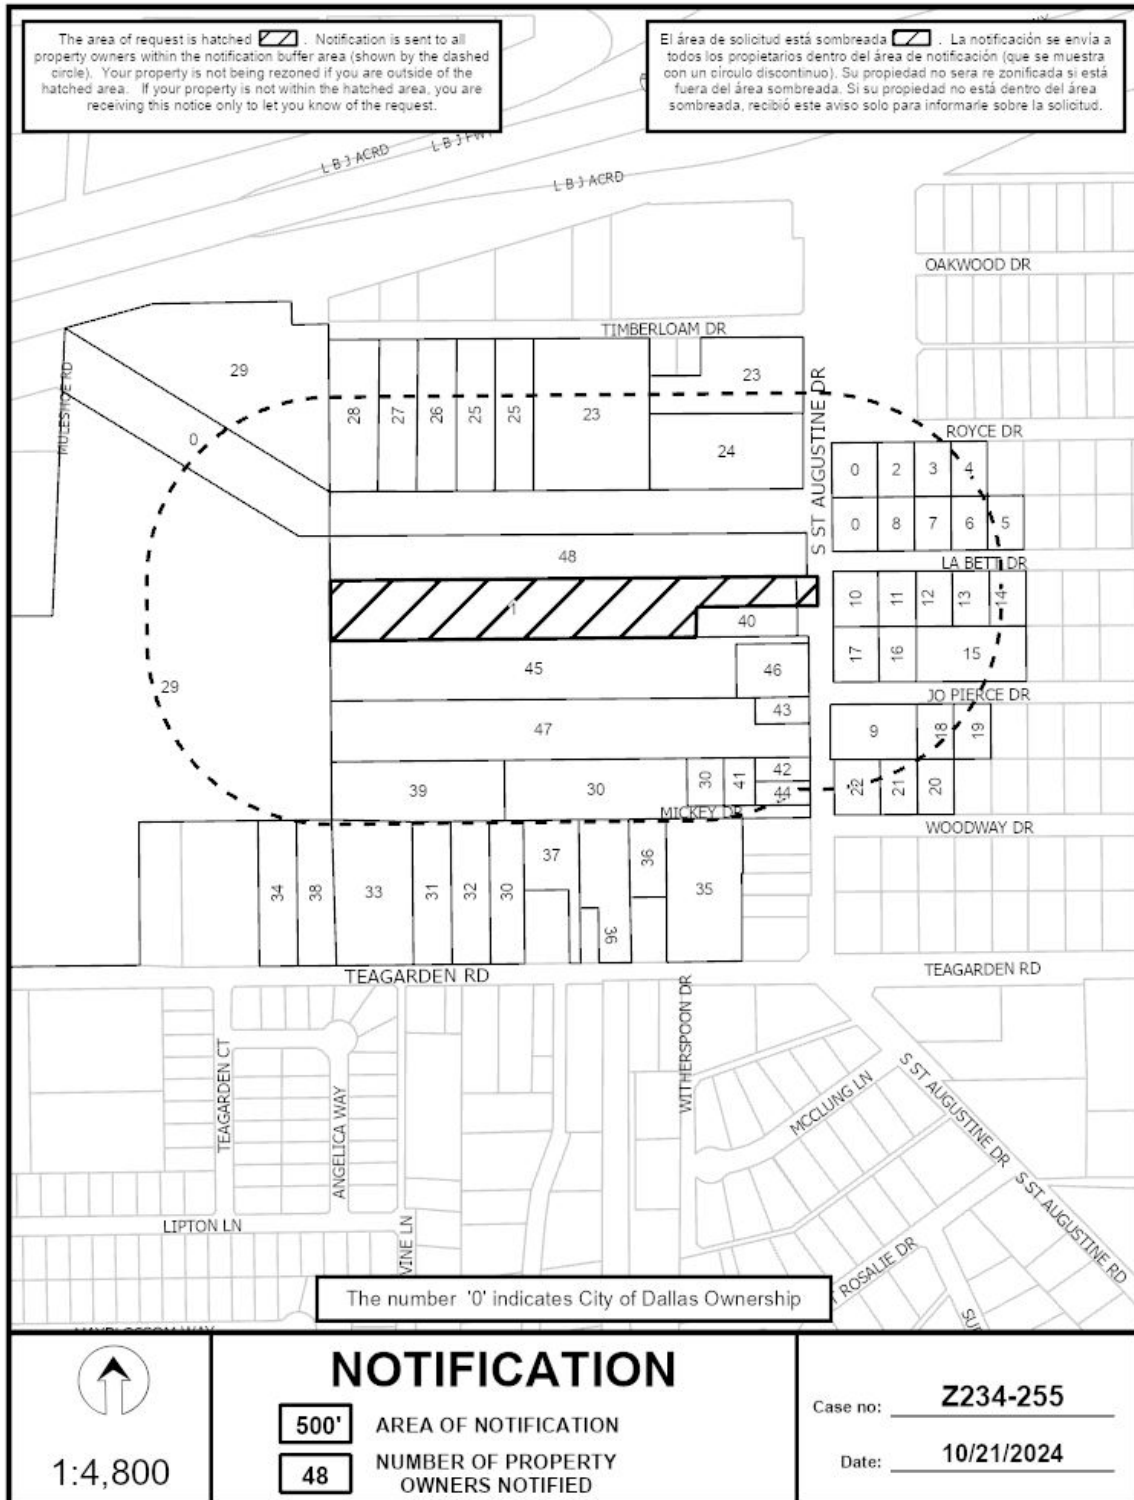 The area of request is hatched . Notification is sent to all
property owners within the notification buffer area (shown by the dashed
circle). Your property is not being rezoned if you are outside of the
hatched area. If your property is not within the hatched area, you are
receiving this notice only to let you know of the request.
El área de solicitud está sombreada . La notificación se envía a
todos los propietarios dentro del área de notificación (que se muestra
con un círculo discontinuo). Su propiedad no sera re zonificada si está
fuera del área sombreada. Si su propiedad no está dentro del área
sombreada, recibió este aviso solo para informarle sobre la solicitud.
L B J ACRD
L B J FWY
L B J ACRD
OAKWOOD DR
TIMBERLOAM DR
MULESHOE RD
29
0
28
27
26
25
25
23
23
24
S ST AUGUSTINE DR
ROYCE DR
0
2
3
4
0
8
7
6
5
LA BETT DR
48
1
40
10
11
12
13
14
17
16
15
45
46
29
JO PIERCE DR
43
47
9
18
19
39
30
30
41
42
44
22
21
20
MICKEY DR
WOODWAY DR
34
38
33
31
32
30
37
36
36
35
TEAGARDEN RD
TEAGARDEN RD
TEAGARDEN CT
ANGELICA WAY
VINE LN
WITHERSPOON DR
MCCLUNG LN
S ST AUGUSTINE DR
S ST AUGUSTINE RD
LIPTON LN
ROSALIE DR
The number '0' indicates City of Dallas Ownership
1:4,800
NOTIFICATION
500' AREA OF NOTIFICATION
48 NUMBER OF PROPERTY
OWNERS NOTIFIED
Case no: Z234-255
Date: 10/21/2024